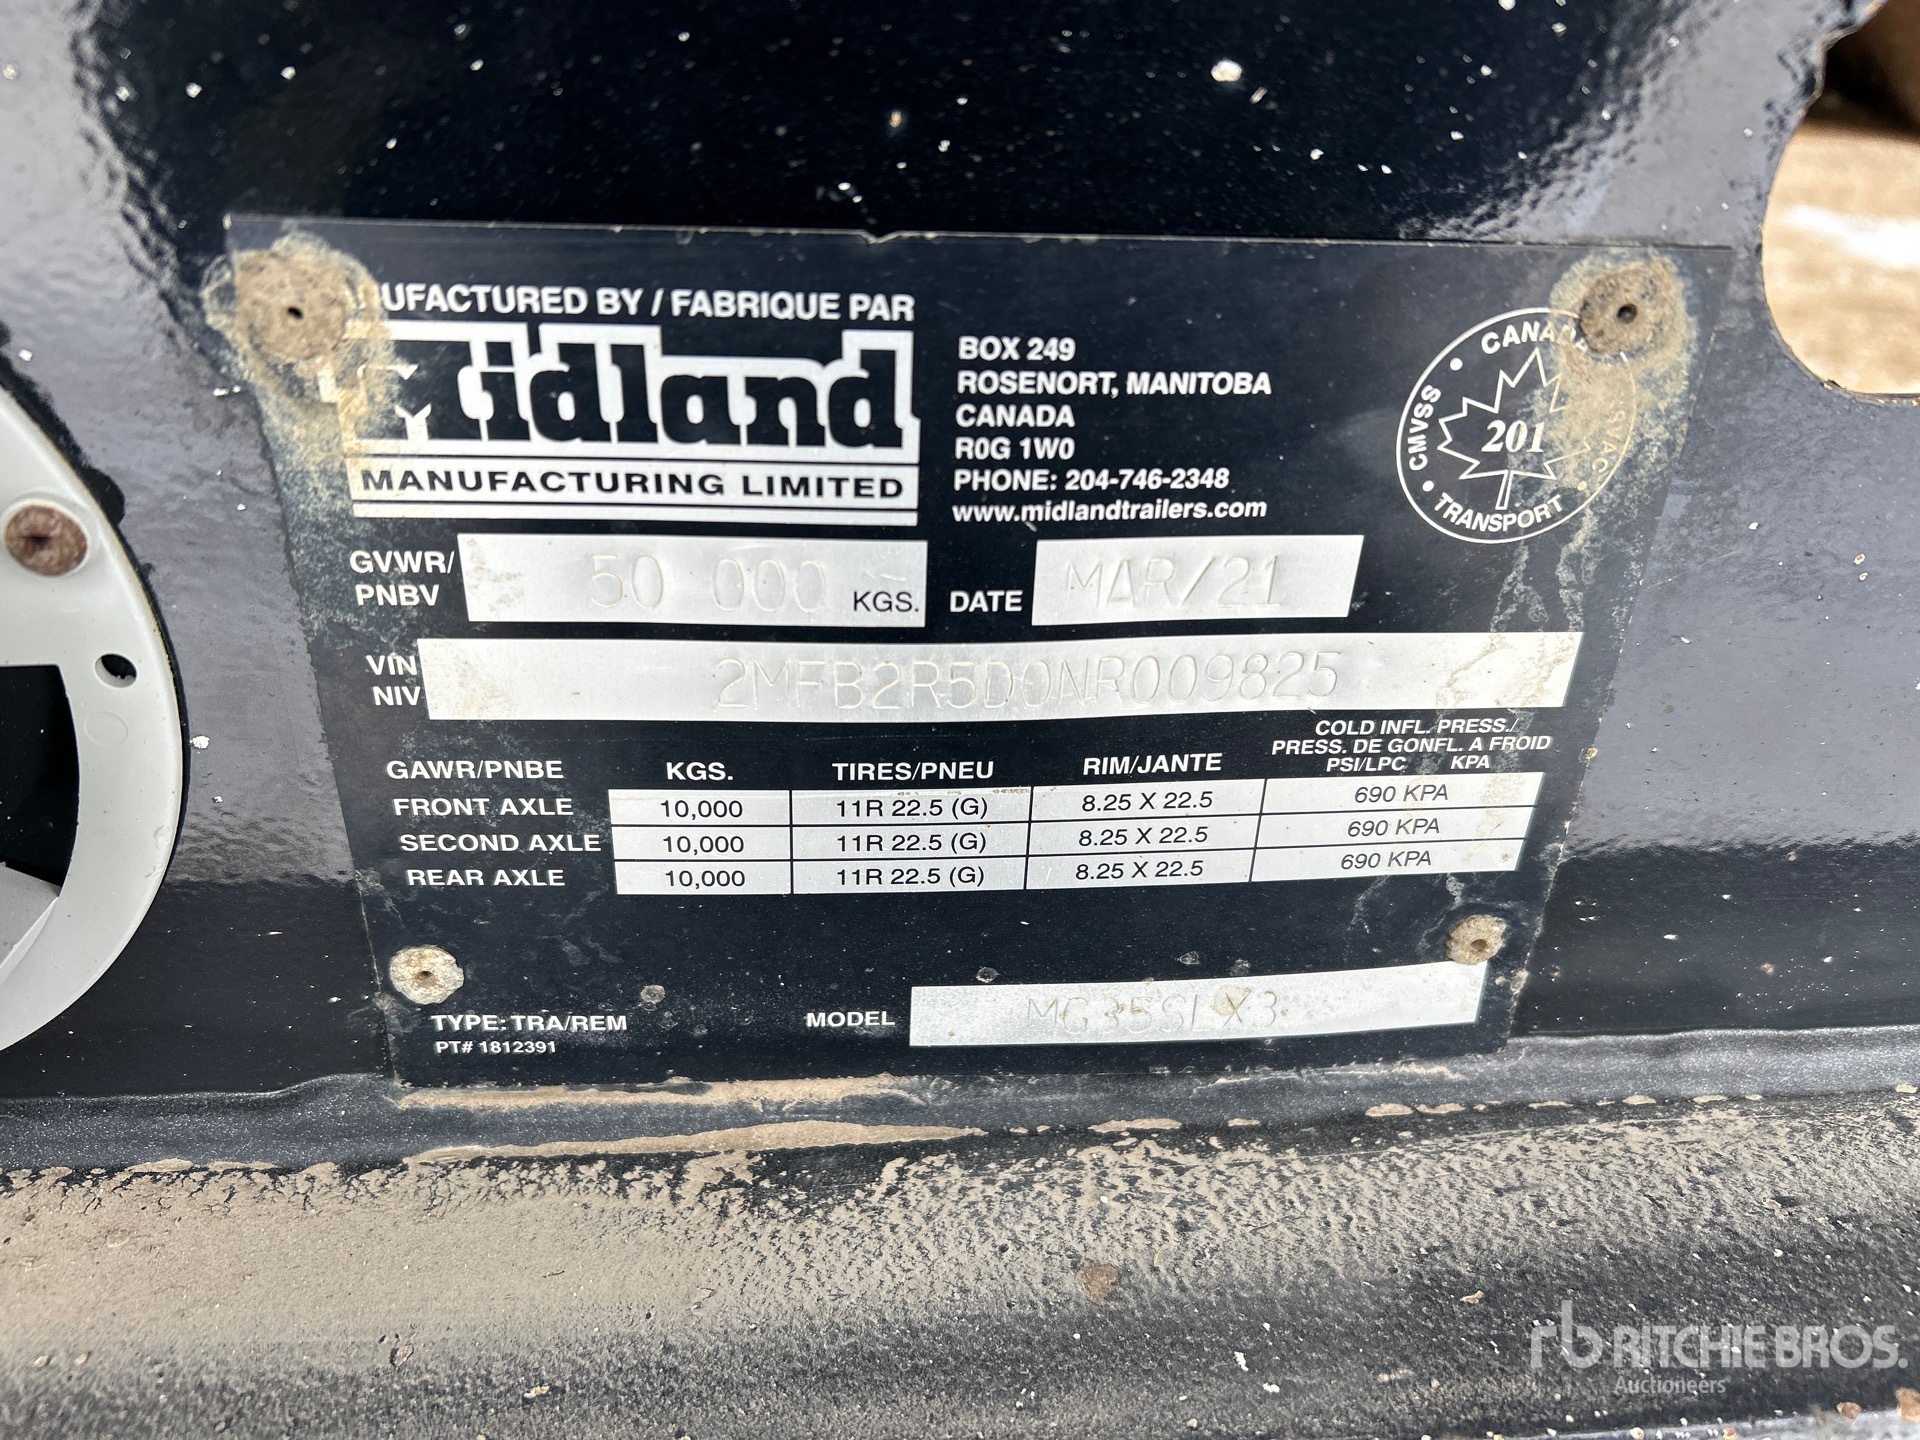 UFACTURED BY / FABRIQUE PAR
Midland
MANUFACTURING LIMITED
BOX 249
ROSENORT, MANITOBA
CANADA
R0G 1W0
PHONE: 204-746-2348
www.midlandtrailers.com
CANADA
CMVSS · NSVAC
201
TRANSPORT
GVWR/
PNBV
50 000 KGS.
DATE MAR/21
VIN
NIV
2MFB2R5D0NR009825
COLD INFL. PRESS./
PRESS. DE GONFL. A FROID
GAWR/PNBE KGS. TIRES/PNEU RIM/JANTE PSI/LPC KPA
FRONT AXLE 10,000 11R 22.5 (G) 8.25 X 22.5 690 KPA
SECOND AXLE 10,000 11R 22.5 (G) 8.25 X 22.5 690 KPA
REAR AXLE 10,000 11R 22.5 (G) 8.25 X 22.5 690 KPA
TYPE: TRA/REM
PT# 1812391
MODEL MG35SLX3
rb RITCHIE BROS.
Auctioneers